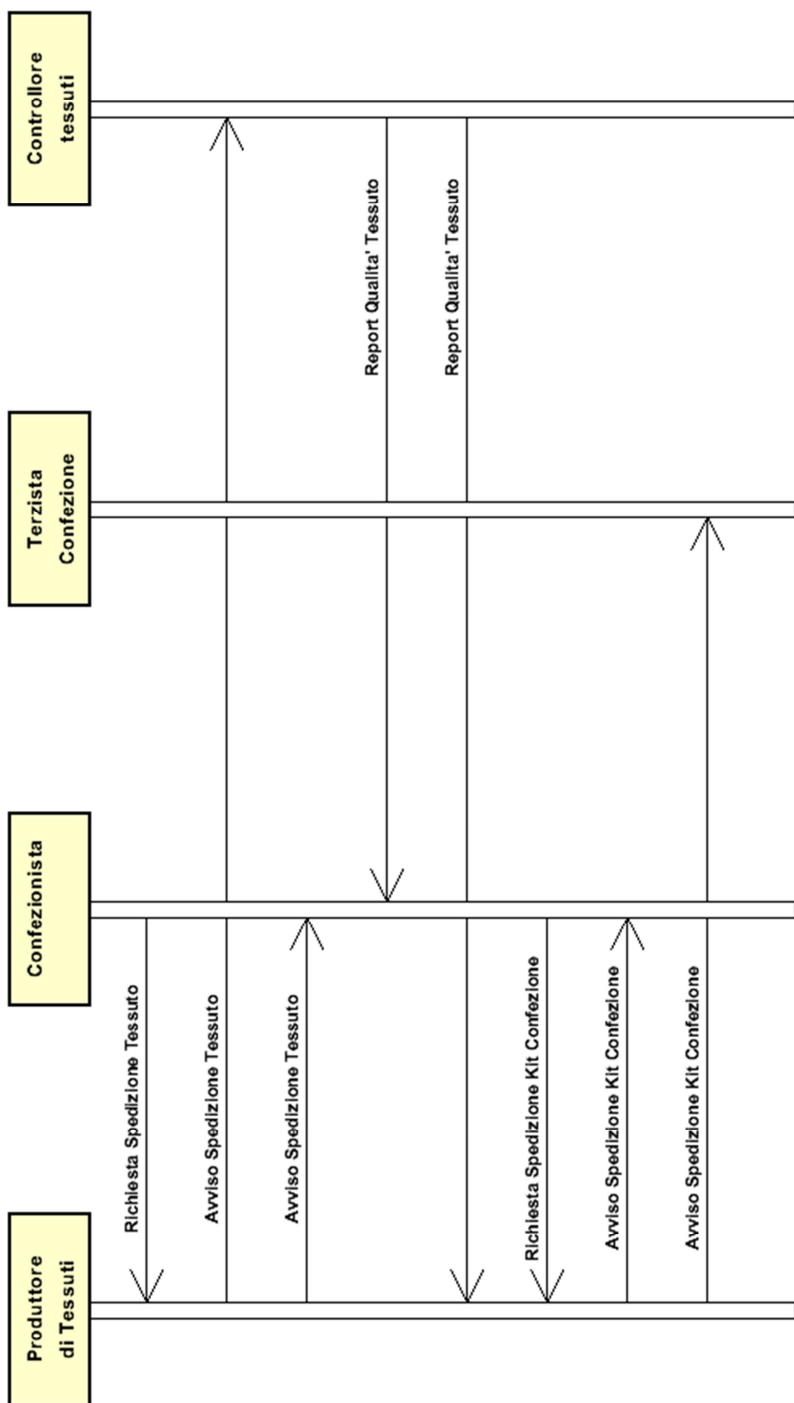 Produttore
di Tessuti
Confezionista
Terzista
Confezione
Controllore
tessuti
Richiesta Spedizione Tessuto
Avviso Spedizione Tessuto
Avviso Spedizione Tessuto
Report Qualita' Tessuto
Report Qualita' Tessuto
Richiesta Spedizione Kit Confezione
Avviso Spedizione Kit Confezione
Avviso Spedizione Kit Confezione